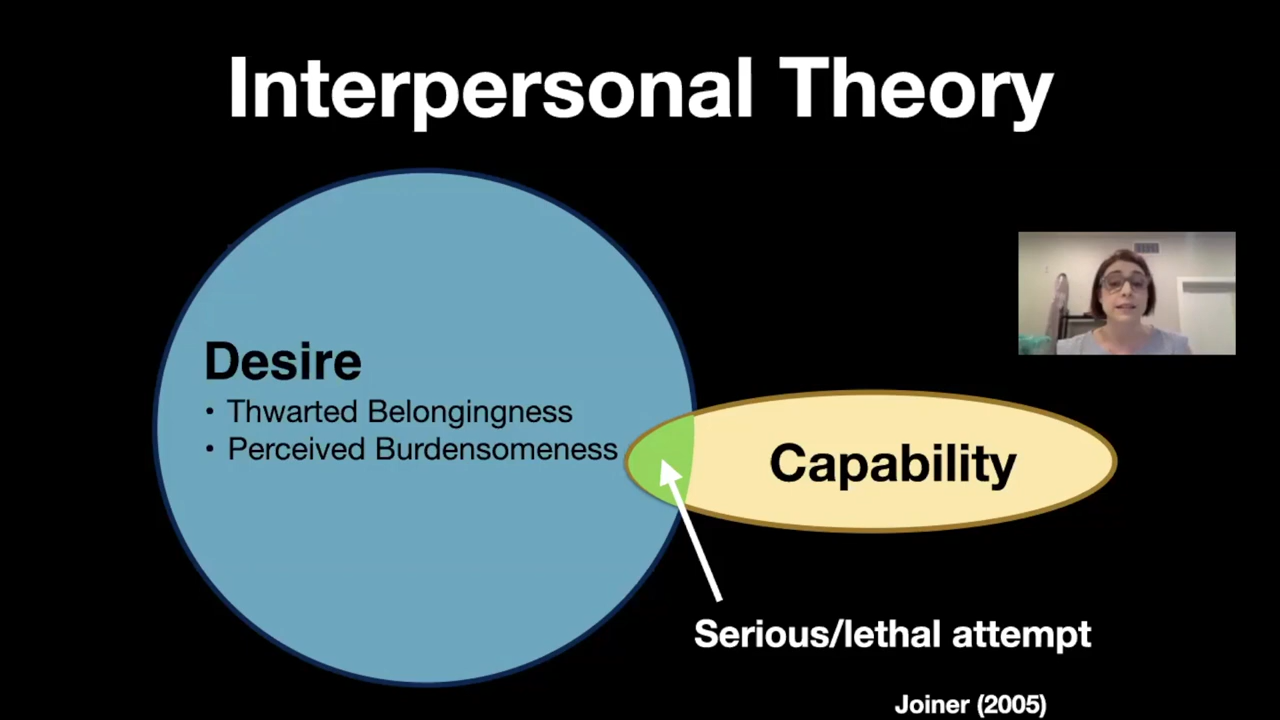 Interpersonal Theory
Desire
• Thwarted Belongingness
• Perceived Burdensomeness
Capability
Serious/lethal attempt
Joiner (2005)